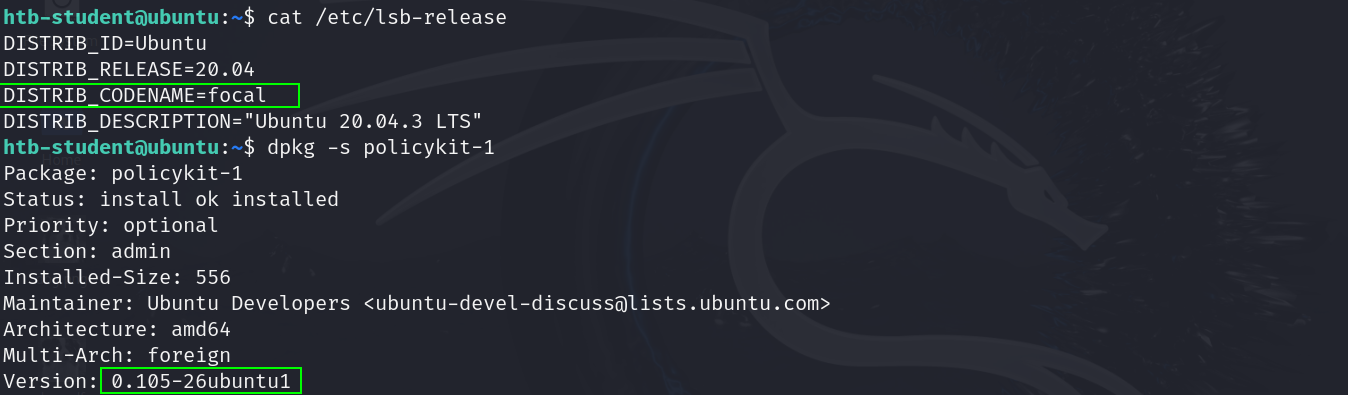 htb-student@ubuntu:~$ cat /etc/lsb-release
DISTRIB_ID=Ubuntu
DISTRIB_RELEASE=20.04
DISTRIB_CODENAME=focal
DISTRIB_DESCRIPTION="Ubuntu 20.04.3 LTS"
htb-student@ubuntu:~$ dpkg -s policykit-1
Package: policykit-1
Status: install ok installed
Priority: optional
Section: admin
Installed-Size: 556
Maintainer: Ubuntu Developers <ubuntu-devel-discuss@lists.ubuntu.com>
Architecture: amd64
Multi-Arch: foreign
Version: 0.105-26ubuntu1